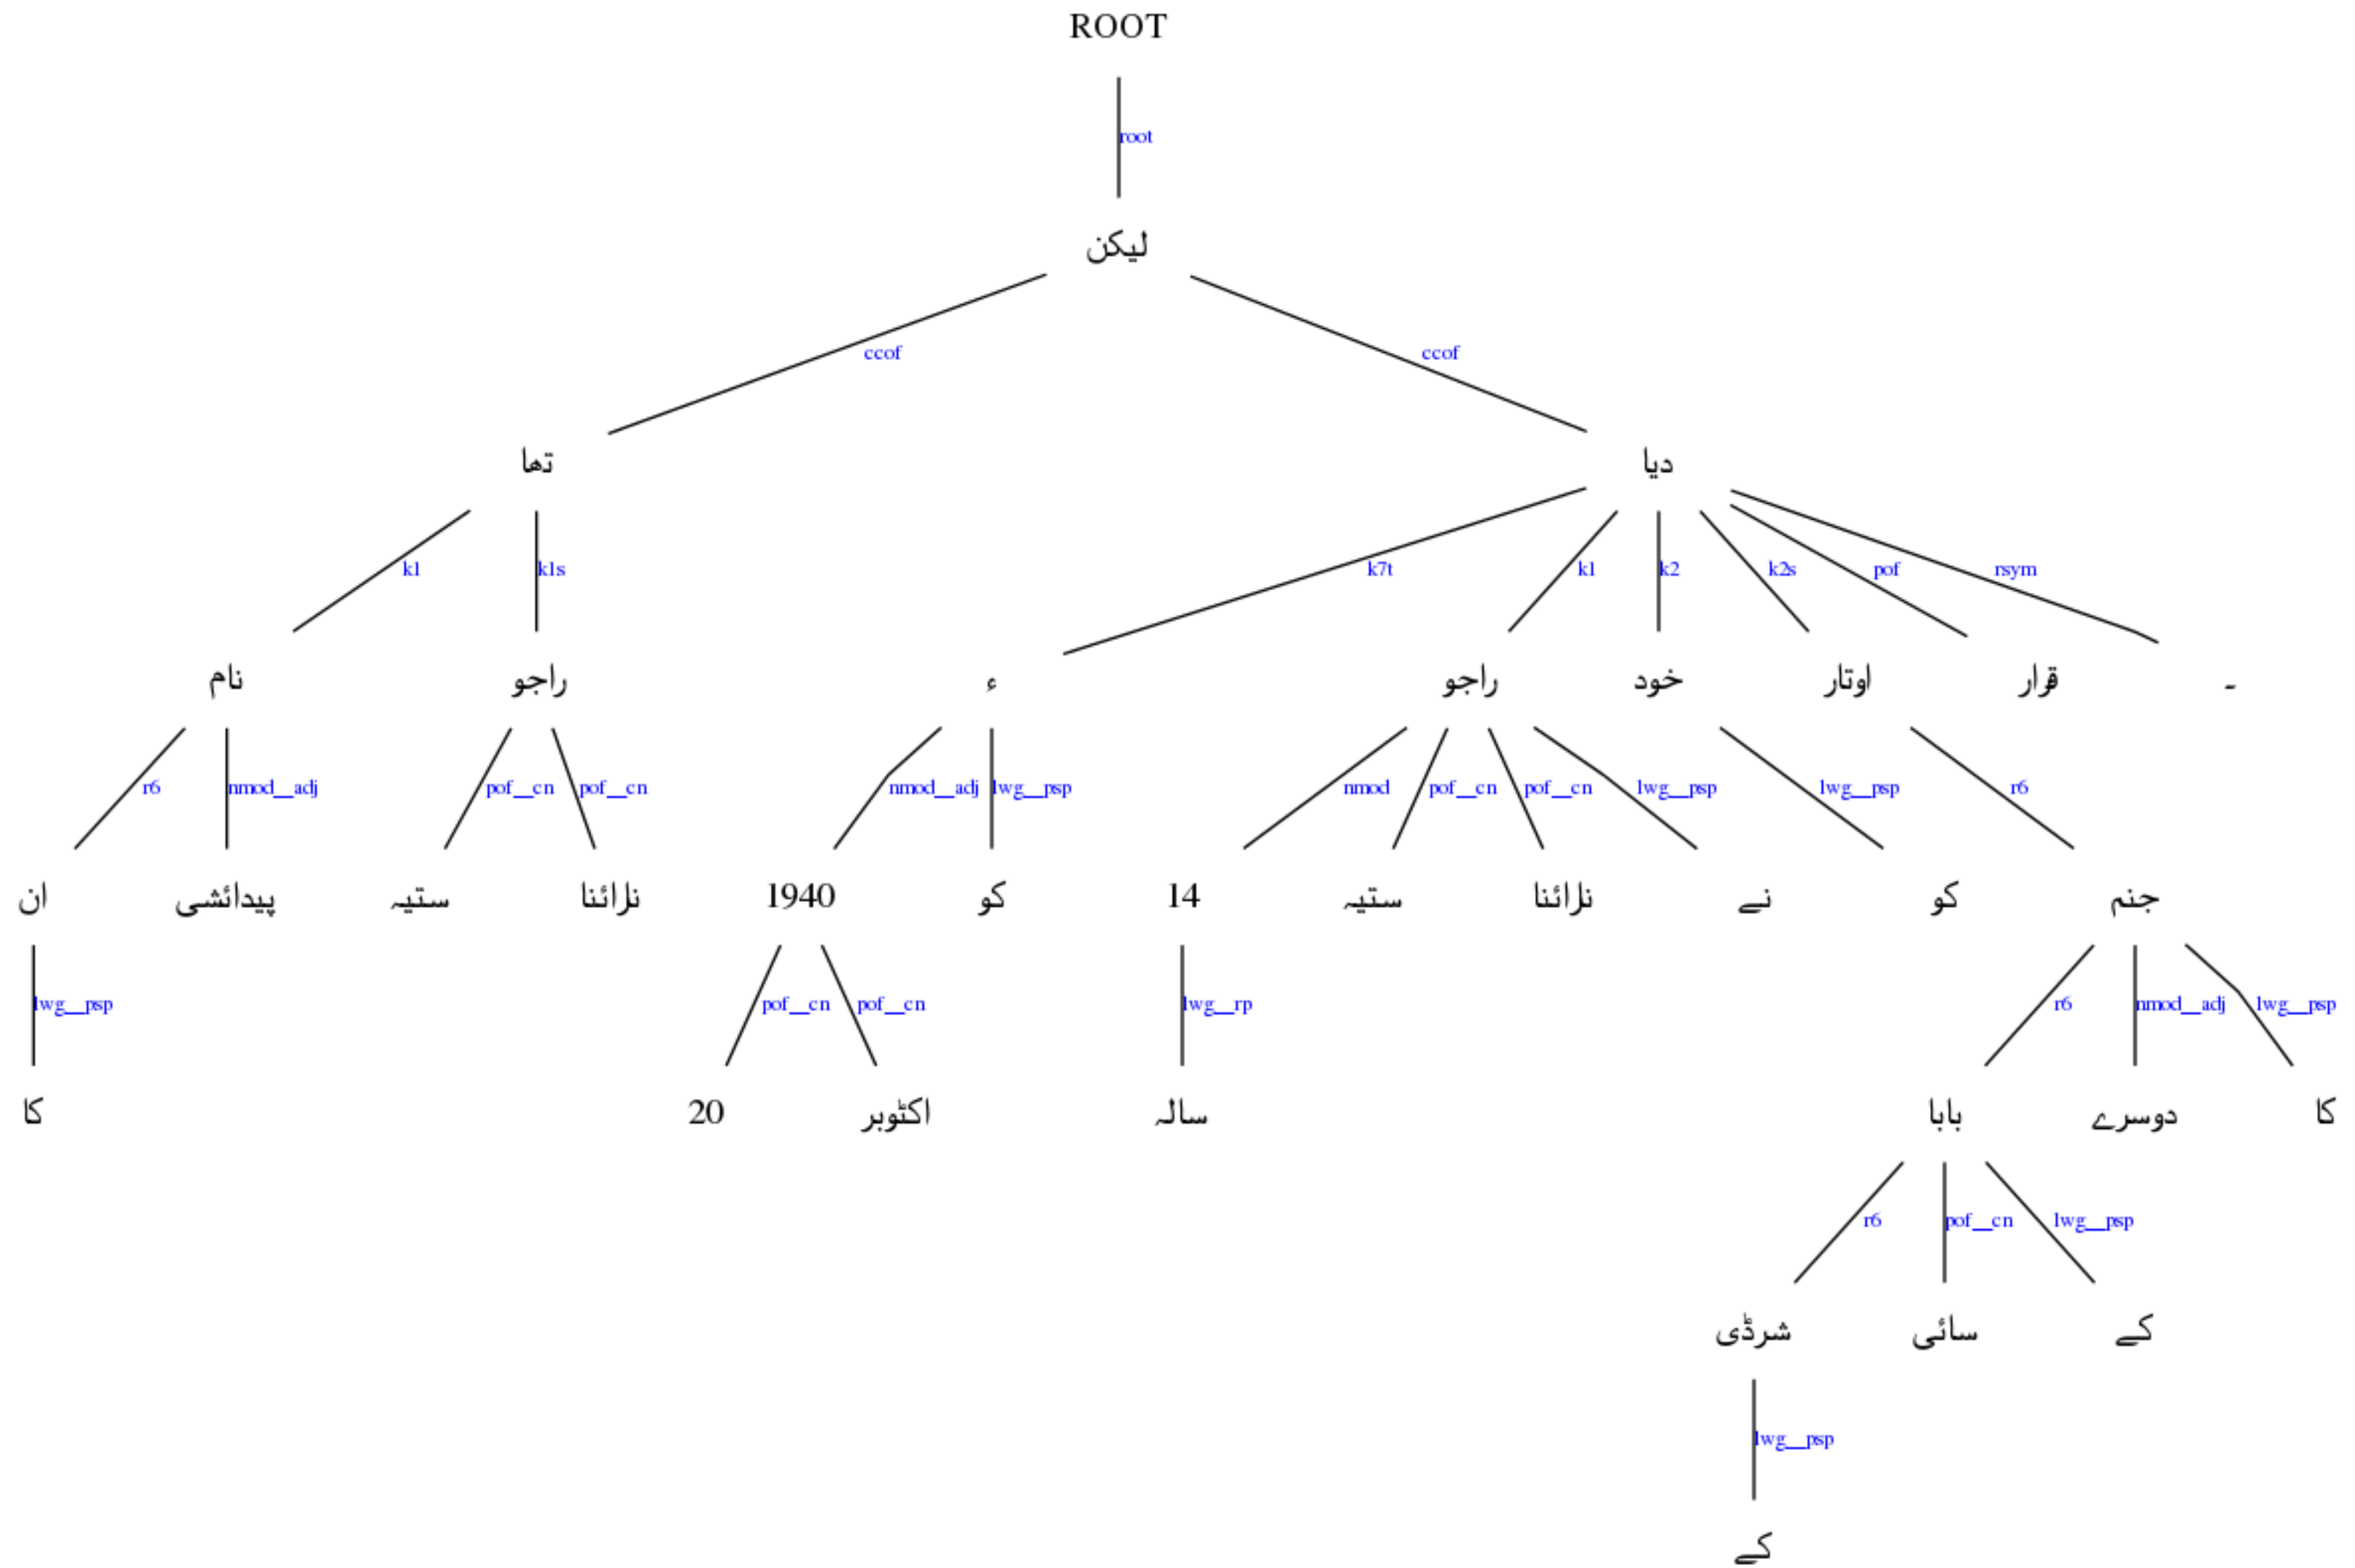 ROOT
root
لیکن
ccof ccof
تھا دیا
k1 k1s k7t k1 k2 k2s pof rsym
نام راجو ء راجو خود اوتار قرار ۔
r6 nmod__adj pof__cn pof__cn nmod__adj lwg__psp nmod pof__cn pof__cn lwg__psp lwg__psp r6
ان پیدائشی ستیہ نرائننا 1940 کو 14 ستیہ نرائننا نے کو جنم
lwg__psp pof__cn pof__cn lwg__rp r6 nmod__adj lwg__psp
کا 20 اکٹوبر سالہ بابا دوسرے کا
r6 pof__cn lwg__psp
شرڈی سائی کے
lwg__psp
کے